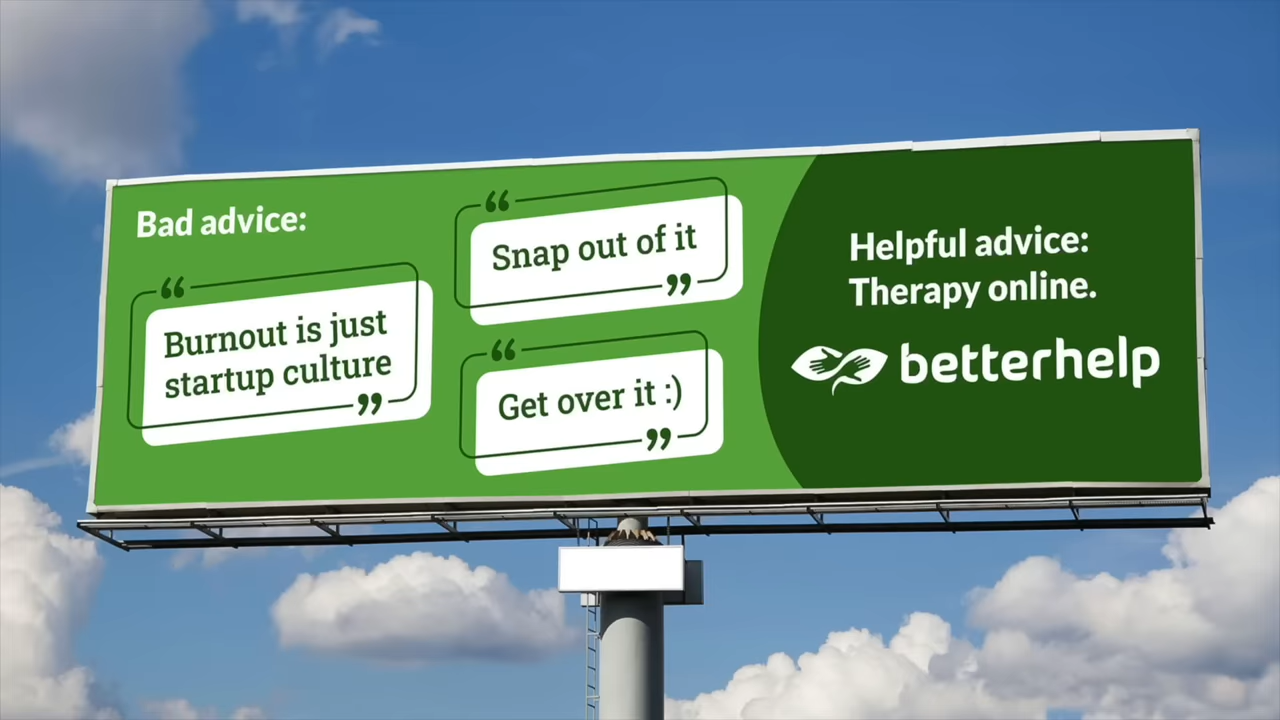 Bad advice:
“
Burnout is just
startup culture
”
“
Snap out of it
”
“
Get over it :)
”
Helpful advice:
Therapy online.
betterhelp